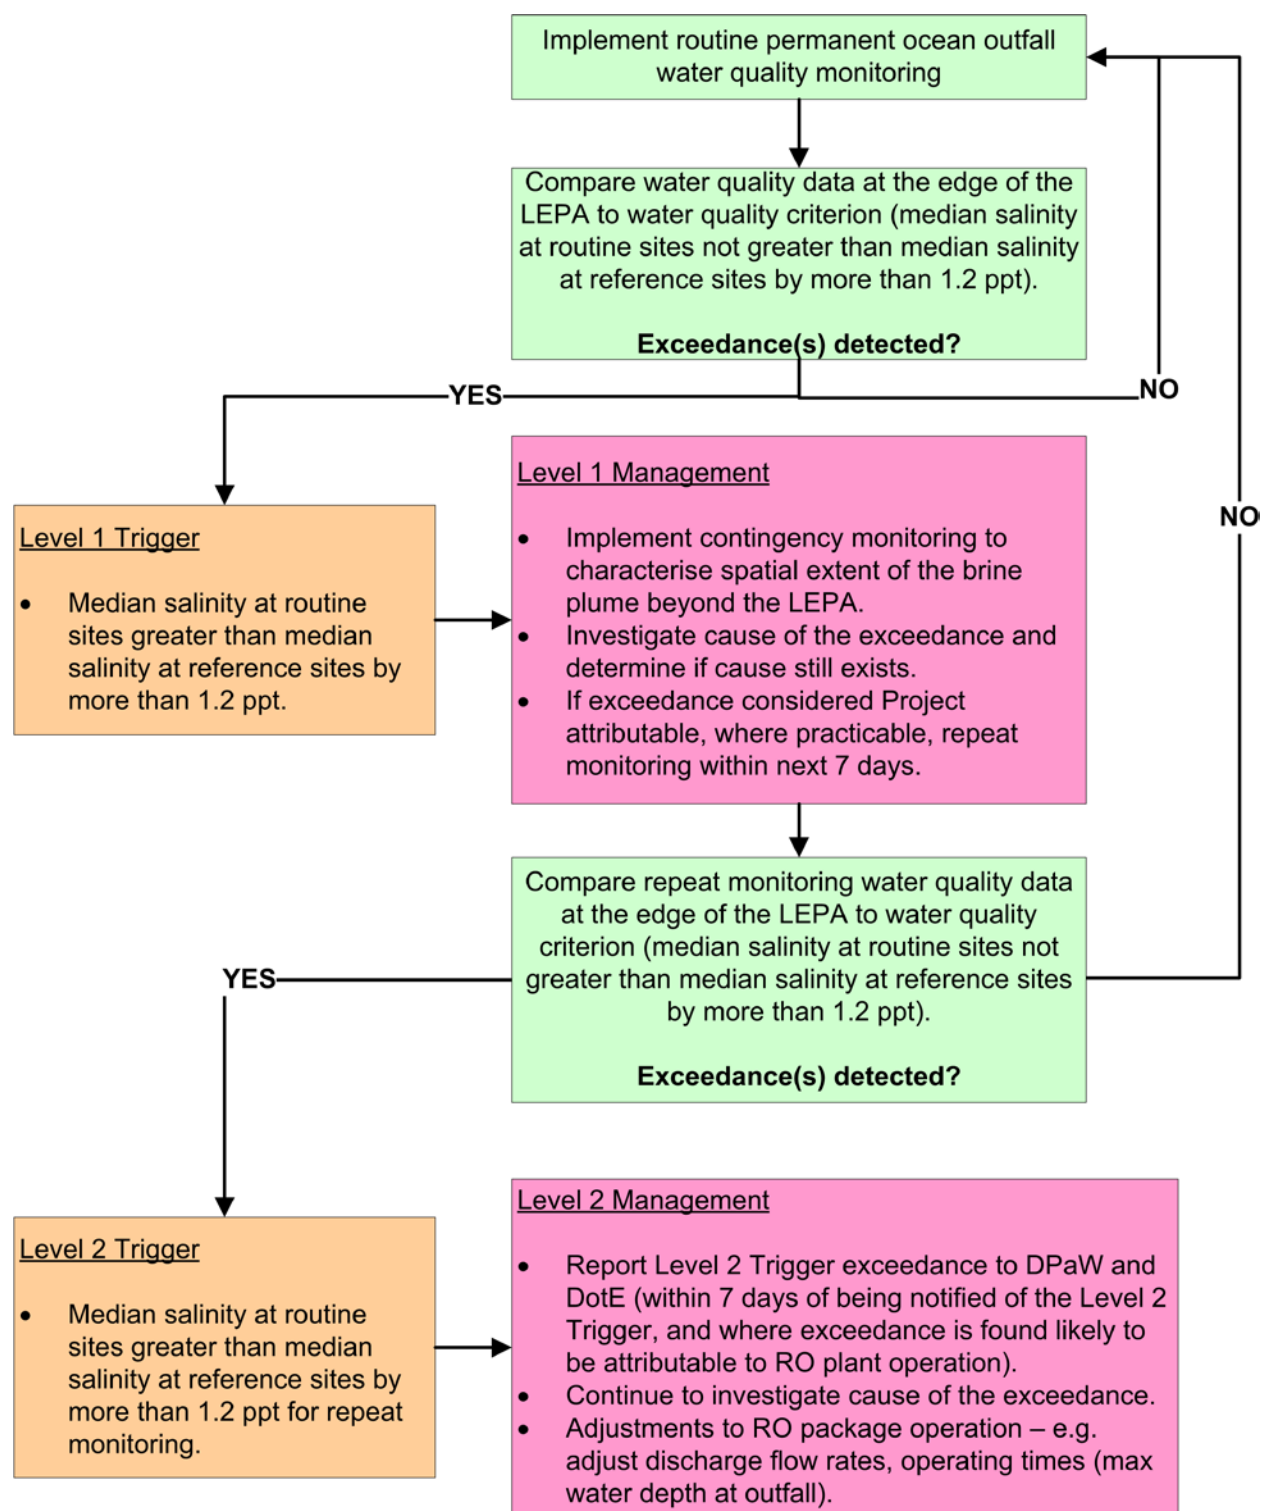 Implement routine permanent ocean outfall
water quality monitoring
Compare water quality data at the edge of the
LEPA to water quality criterion (median salinity
at routine sites not greater than median salinity
at reference sites by more than 1.2 ppt).
Exceedance(s) detected?
YES
NO
Level 1 Trigger
• Median salinity at routine
sites greater than median
salinity at reference sites by
more than 1.2 ppt.
Level 1 Management
• Implement contingency monitoring to
characterise spatial extent of the brine
plume beyond the LEPA.
• Investigate cause of the exceedance and
determine if cause still exists.
• If exceedance considered Project
attributable, where practicable, repeat
monitoring within next 7 days.
NO
Compare repeat monitoring water quality data
at the edge of the LEPA to water quality
criterion (median salinity at routine sites not
greater than median salinity at reference sites
by more than 1.2 ppt).
Exceedance(s) detected?
YES
Level 2 Trigger
• Median salinity at routine
sites greater than median
salinity at reference sites by
more than 1.2 ppt for repeat
monitoring.
Level 2 Management
• Report Level 2 Trigger exceedance to DPaW and
DotE (within 7 days of being notified of the Level 2
Trigger, and where exceedance is found likely to
be attributable to RO plant operation).
• Continue to investigate cause of the exceedance.
• Adjustments to RO package operation – e.g.
adjust discharge flow rates, operating times (max
water depth at outfall).